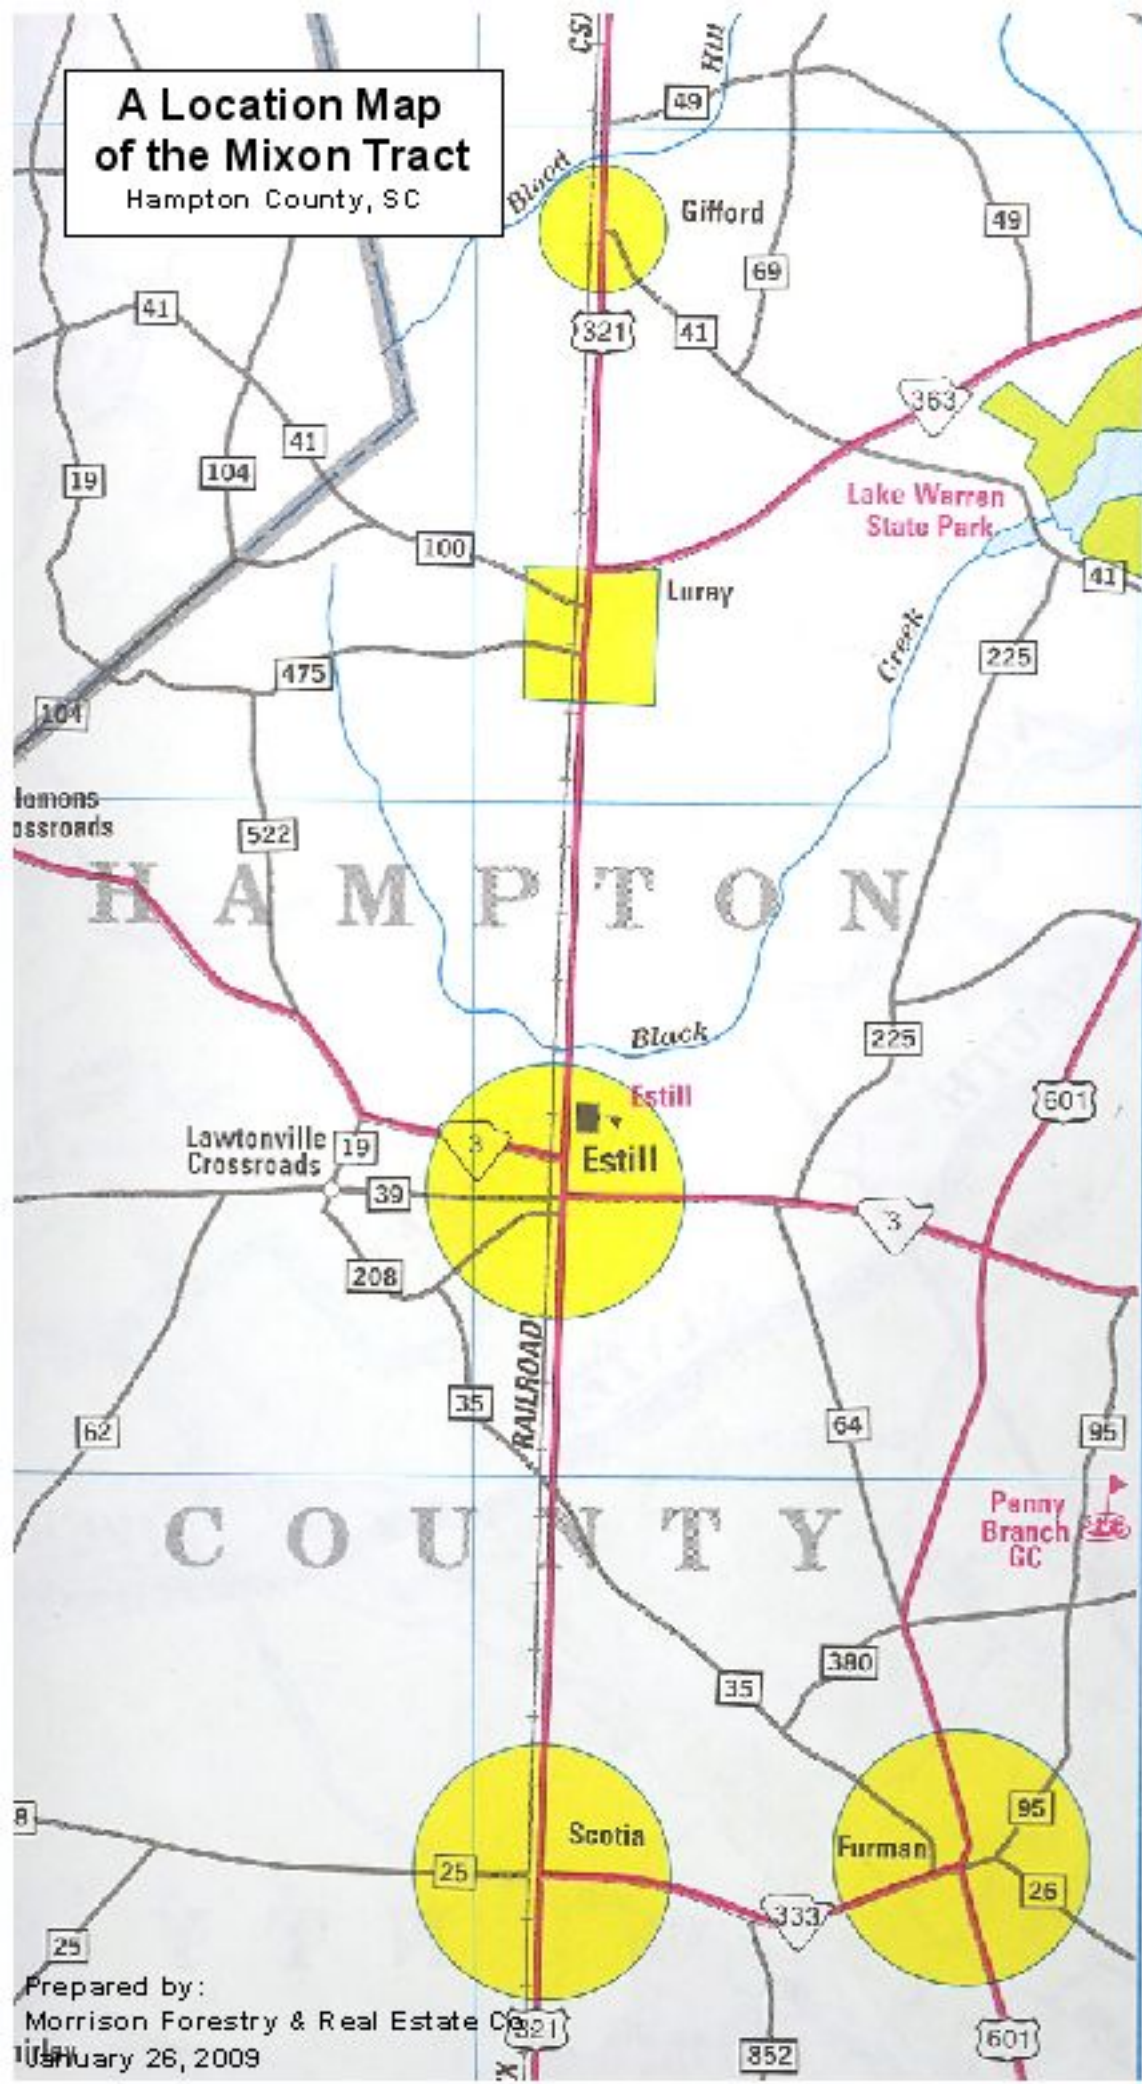 A Location Map
of the Mixon Tract
Hampton County, SC
CSX
49
Hill
Blood
Gifford
49
69
41
321
41
363
41
104
19
100
Lake Warren
State Park
Luray
41
Creek
225
475
104
lemons
ossroads
522
HAMPTON
Black
225
601
Estill
Lawtonville
Crossroads
19
3
Estill
39
3
208
RAILROAD
35
62
64
95
Penny
Branch
GC
COUNTY
380
35
8
Scotia
95
Furman
25
26
333
25
Prepared by:
Morrison Forestry & Real Estate Co
321
January 26, 2009
852
601